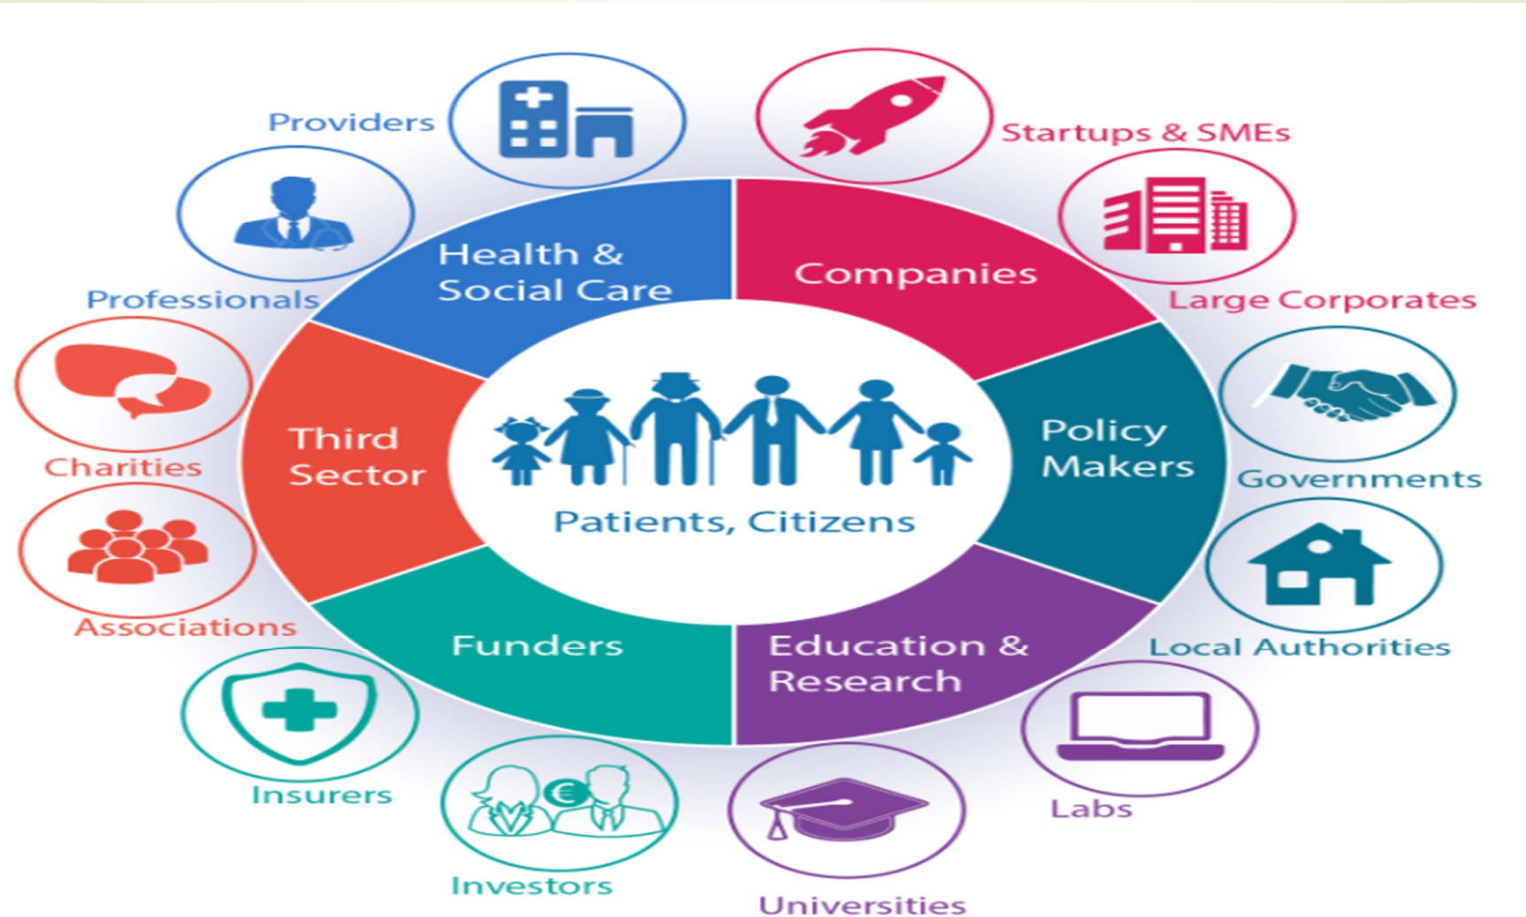 Providers
Startups & SMEs
Professionals
Large Corporates
Health &
Social Care
Companies
Charities
Third
Sector
Policy
Makers
Governments
Patients, Citizens
Associations
Local Authorities
Funders
Education &
Research
Insurers
Labs
Investors
Universities